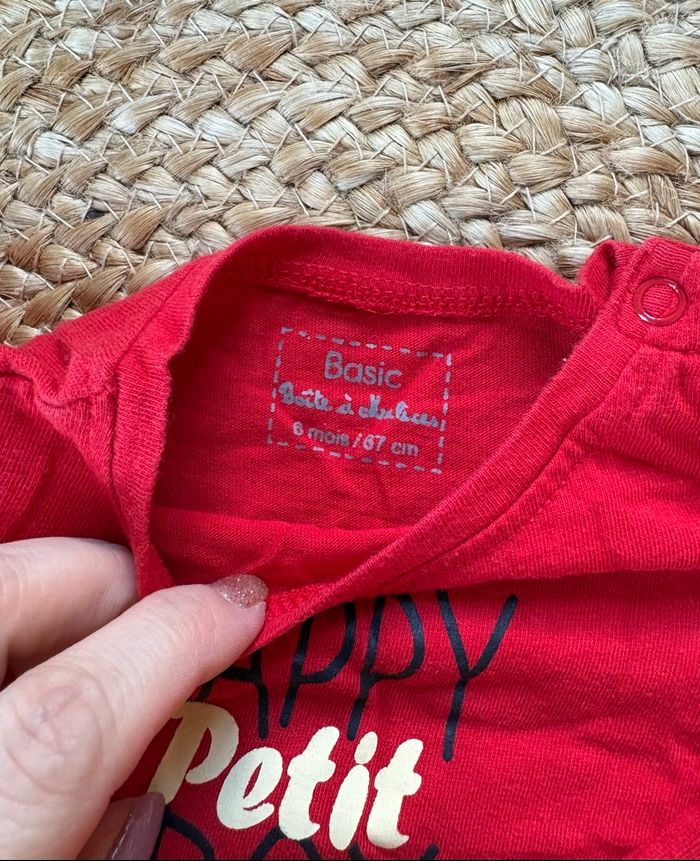 Basic
Boîte à Malices
6 mois / 67 cm
APPY
Petit